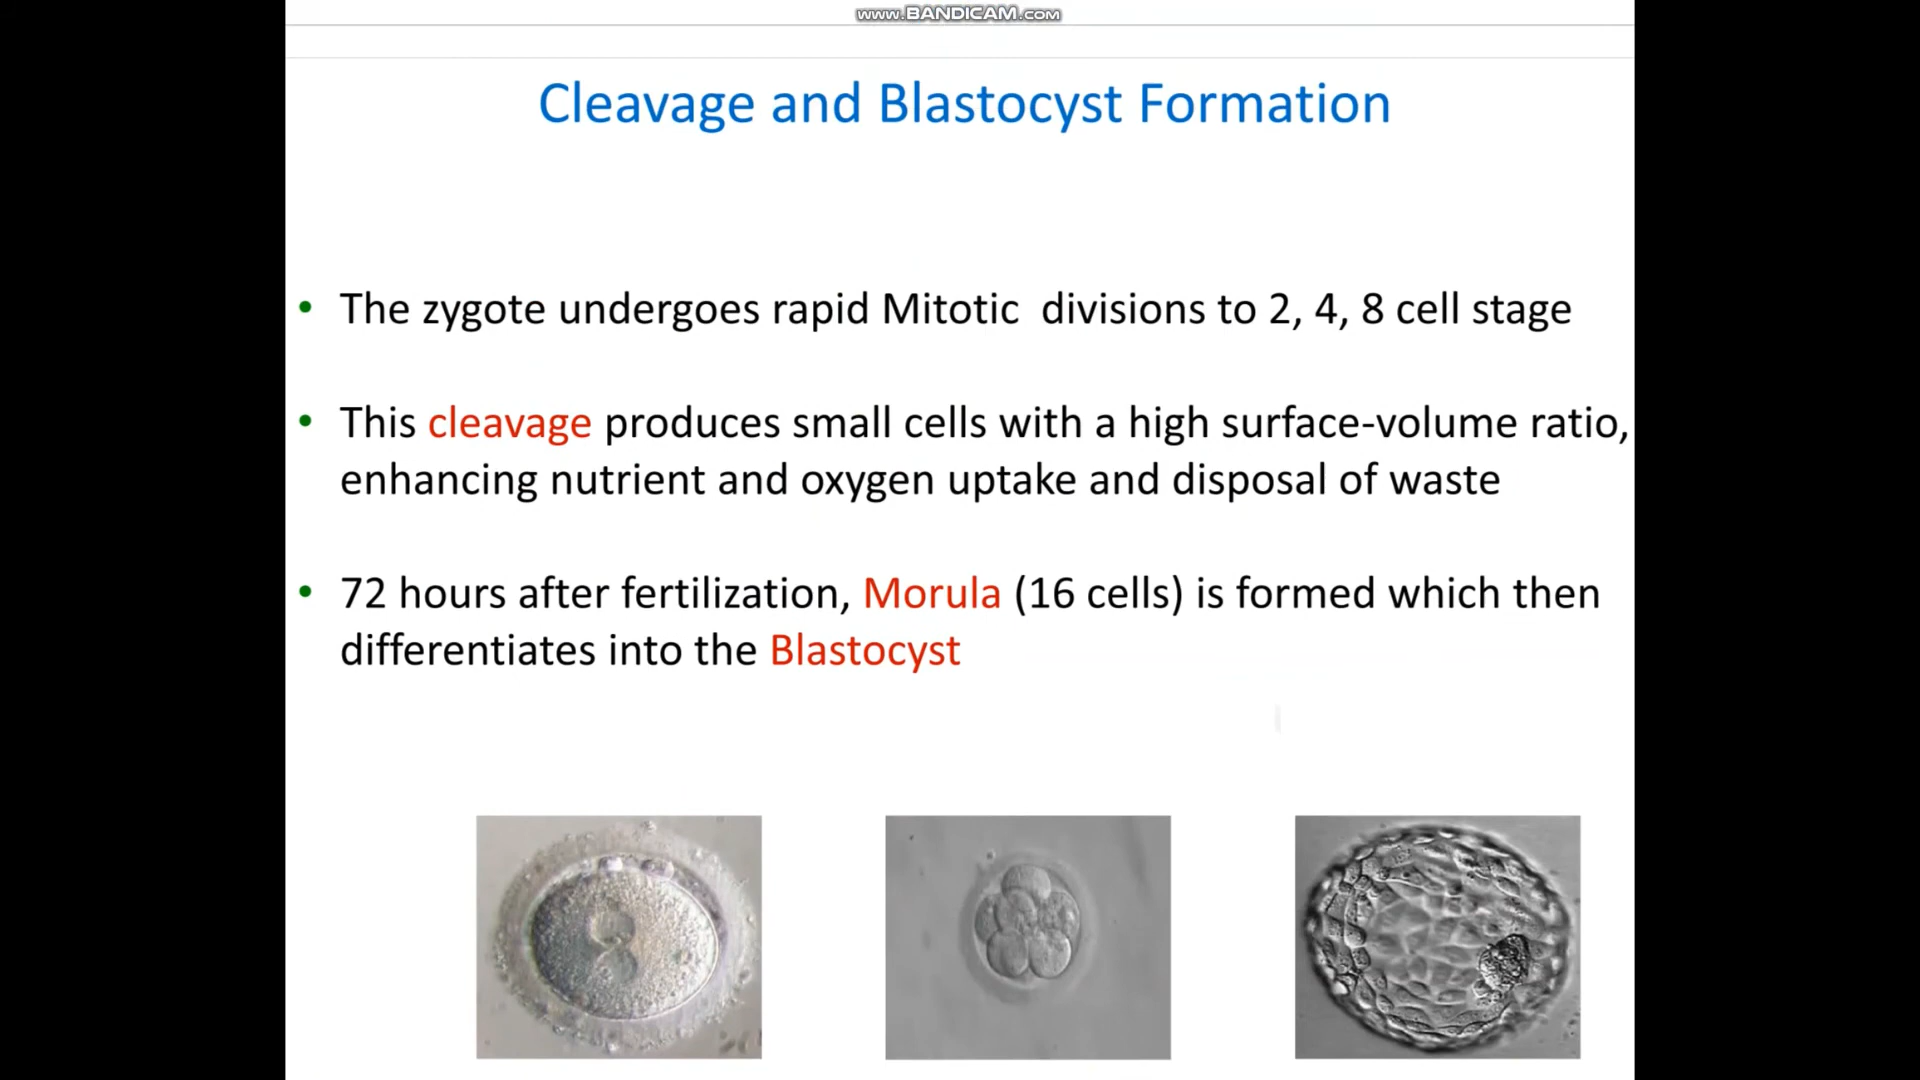 www.BANDICAM.com
Cleavage and Blastocyst Formation
• The zygote undergoes rapid Mitotic divisions to 2, 4, 8 cell stage
• This cleavage produces small cells with a high surface-volume ratio,
enhancing nutrient and oxygen uptake and disposal of waste
• 72 hours after fertilization, Morula (16 cells) is formed which then
differentiates into the Blastocyst